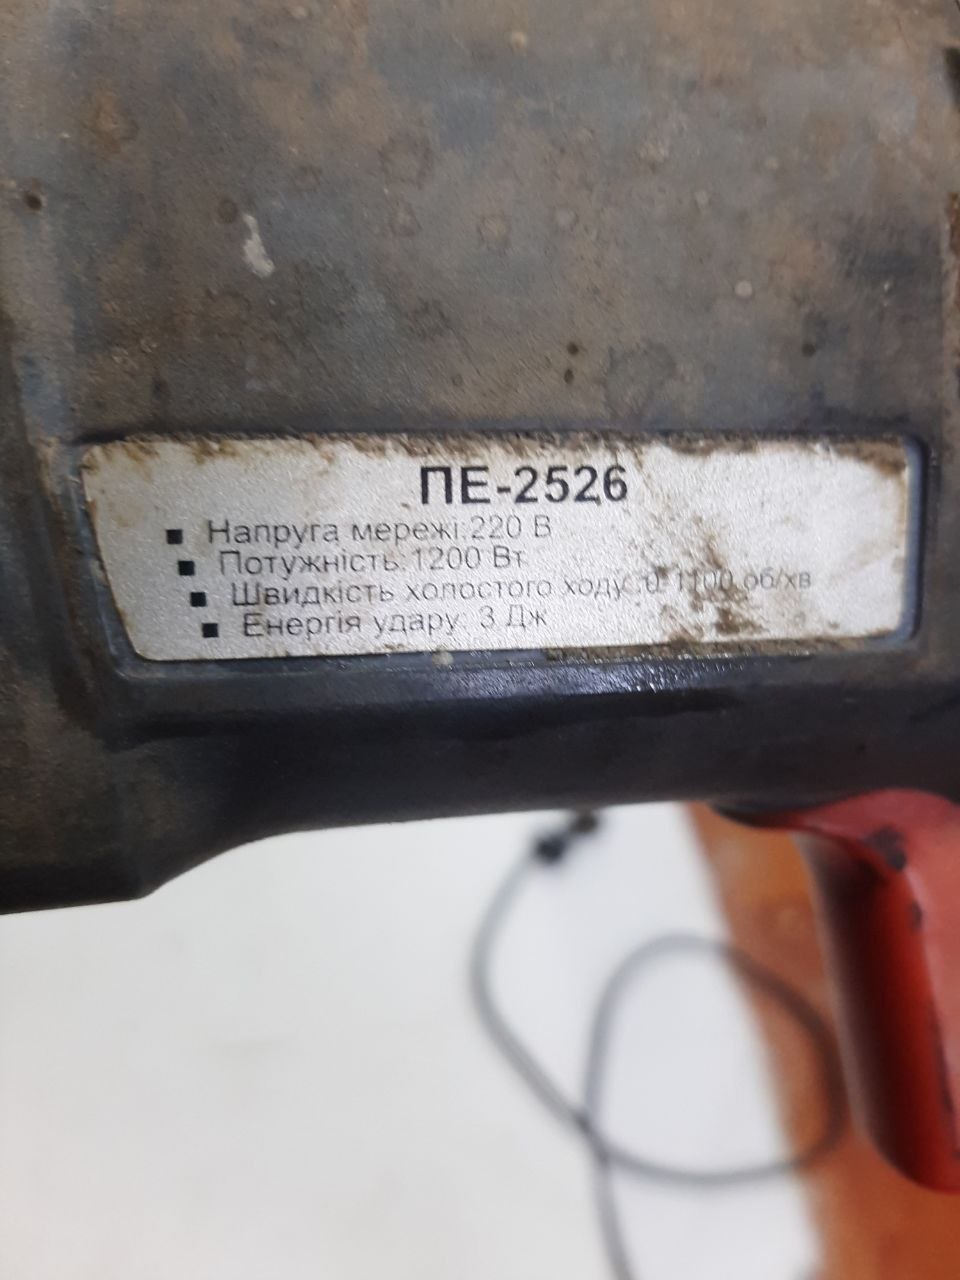 ПЕ-2526
▪ Напруга мережі: 220 В
▪ Потужність: 1200 Вт
▪ Швидкість холостого ходу: 0-1100 об/хв
▪ Енергія удару: 3 Дж